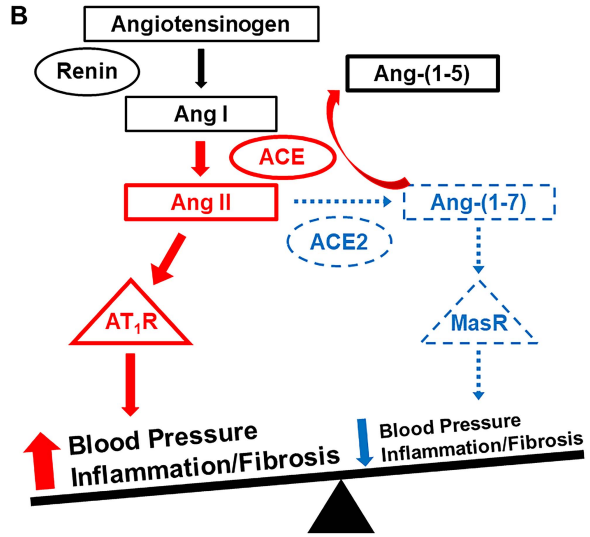 B
Angiotensinogen
Renin
Ang-(1-5)
Ang I
ACE
Ang II
Ang-(1-7)
ACE2
AT₁R
MasR
Blood Pressure
Inflammation/Fibrosis
Blood Pressure
Inflammation/Fibrosis